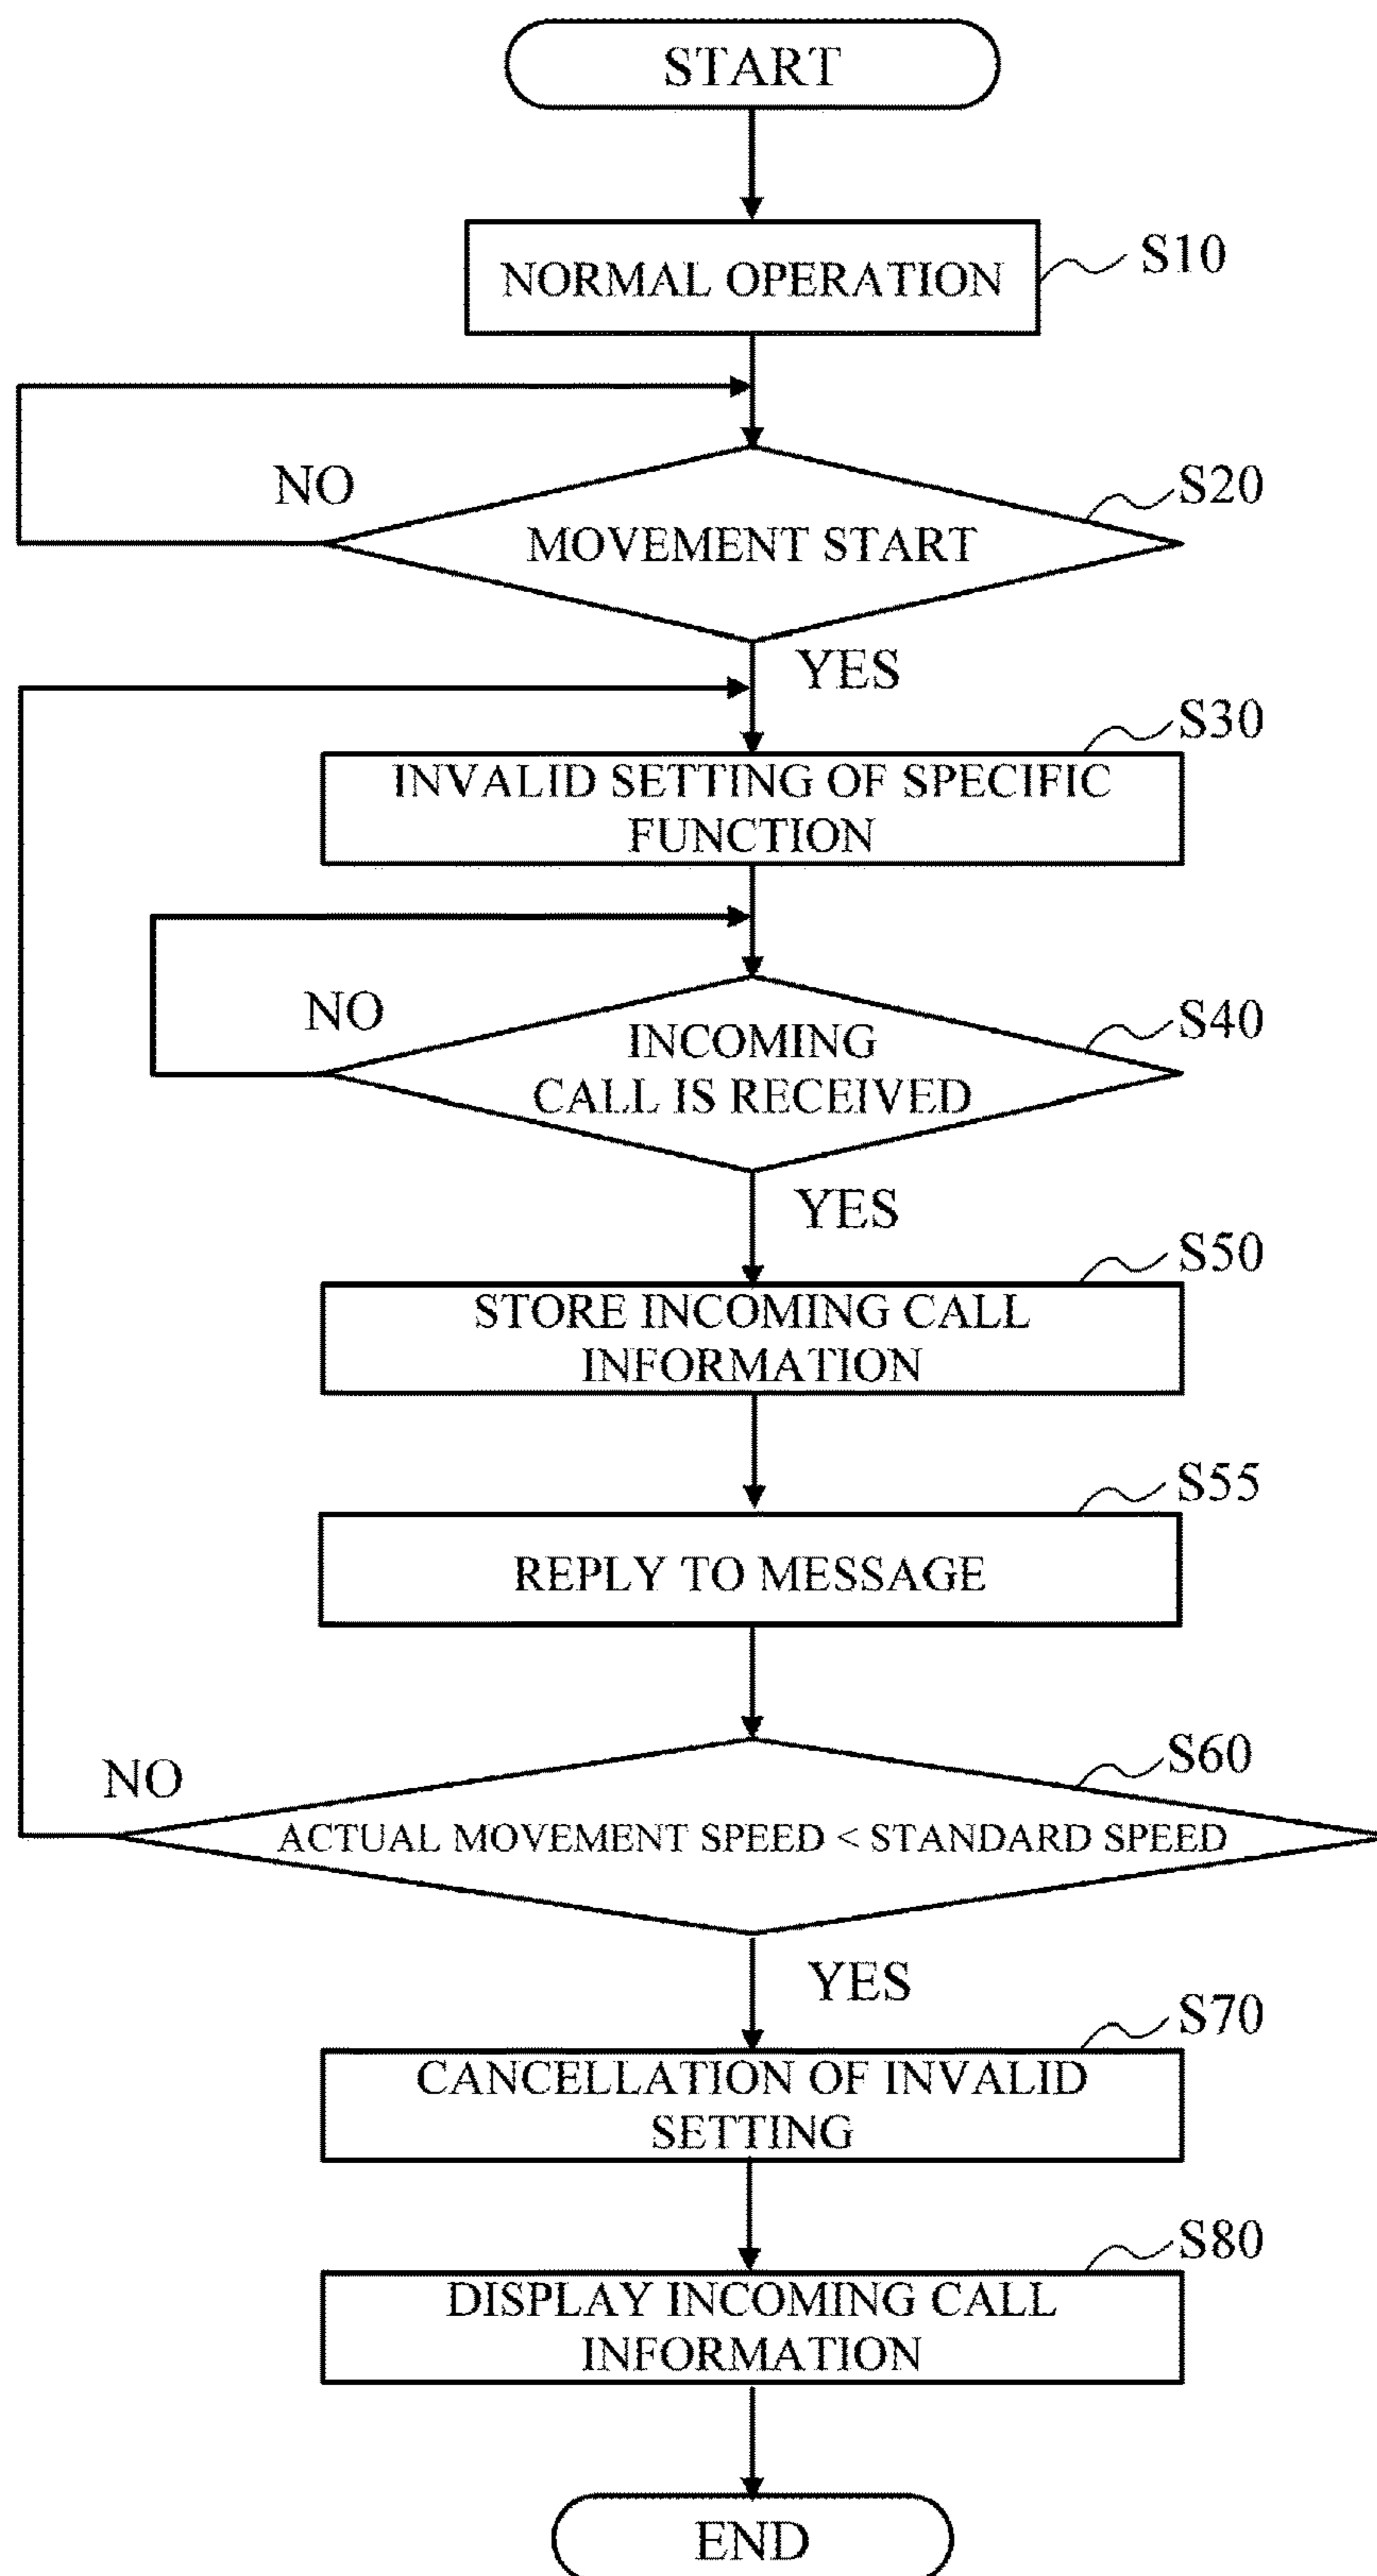 START
NORMAL OPERATION
S10
NO
S20
MOVEMENT START
YES
S30
INVALID SETTING OF SPECIFIC
FUNCTION
NO
S40
INCOMING
CALL IS RECEIVED
YES
S50
STORE INCOMING CALL
INFORMATION
S55
REPLY TO MESSAGE
S60
NO
ACTUAL MOVEMENT SPEED < STANDARD SPEED
YES
S70
CANCELLATION OF INVALID
SETTING
S80
DISPLAY INCOMING CALL
INFORMATION
END